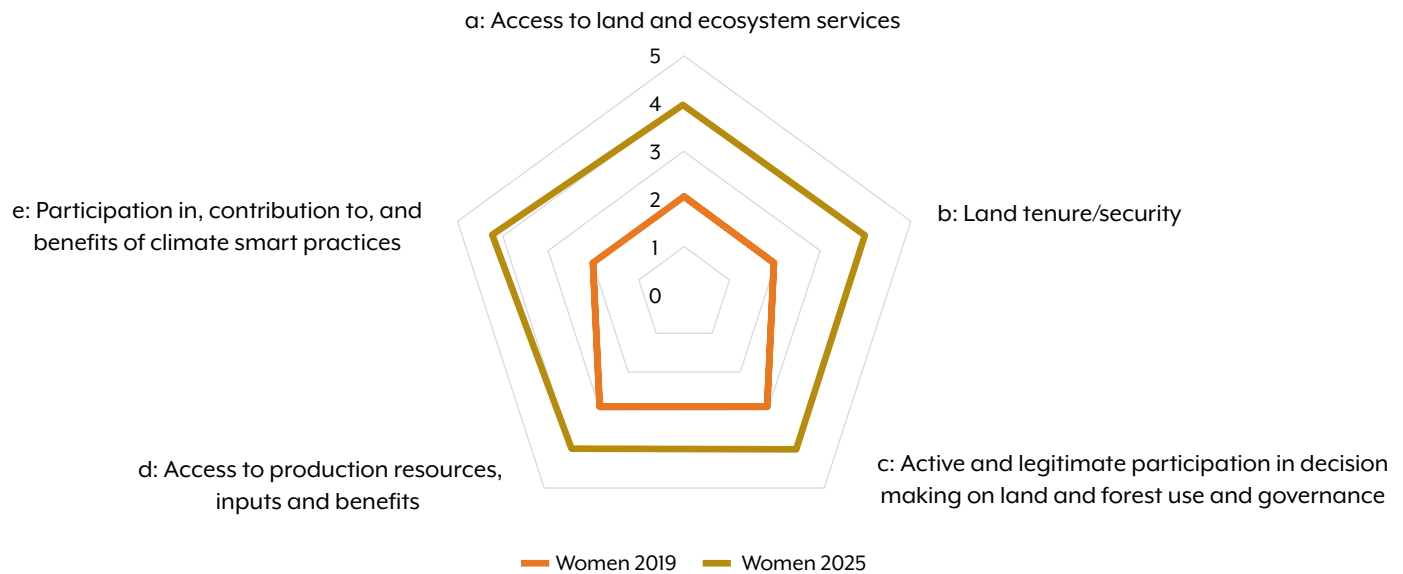 a: Access to land and ecosystem services
5
4
3
2
1
0
e: Participation in, contribution to, and
benefits of climate smart practices
b: Land tenure/security
d: Access to production resources,
inputs and benefits
c: Active and legitimate participation in decision
making on land and forest use and governance
Women 2019
Women 2025